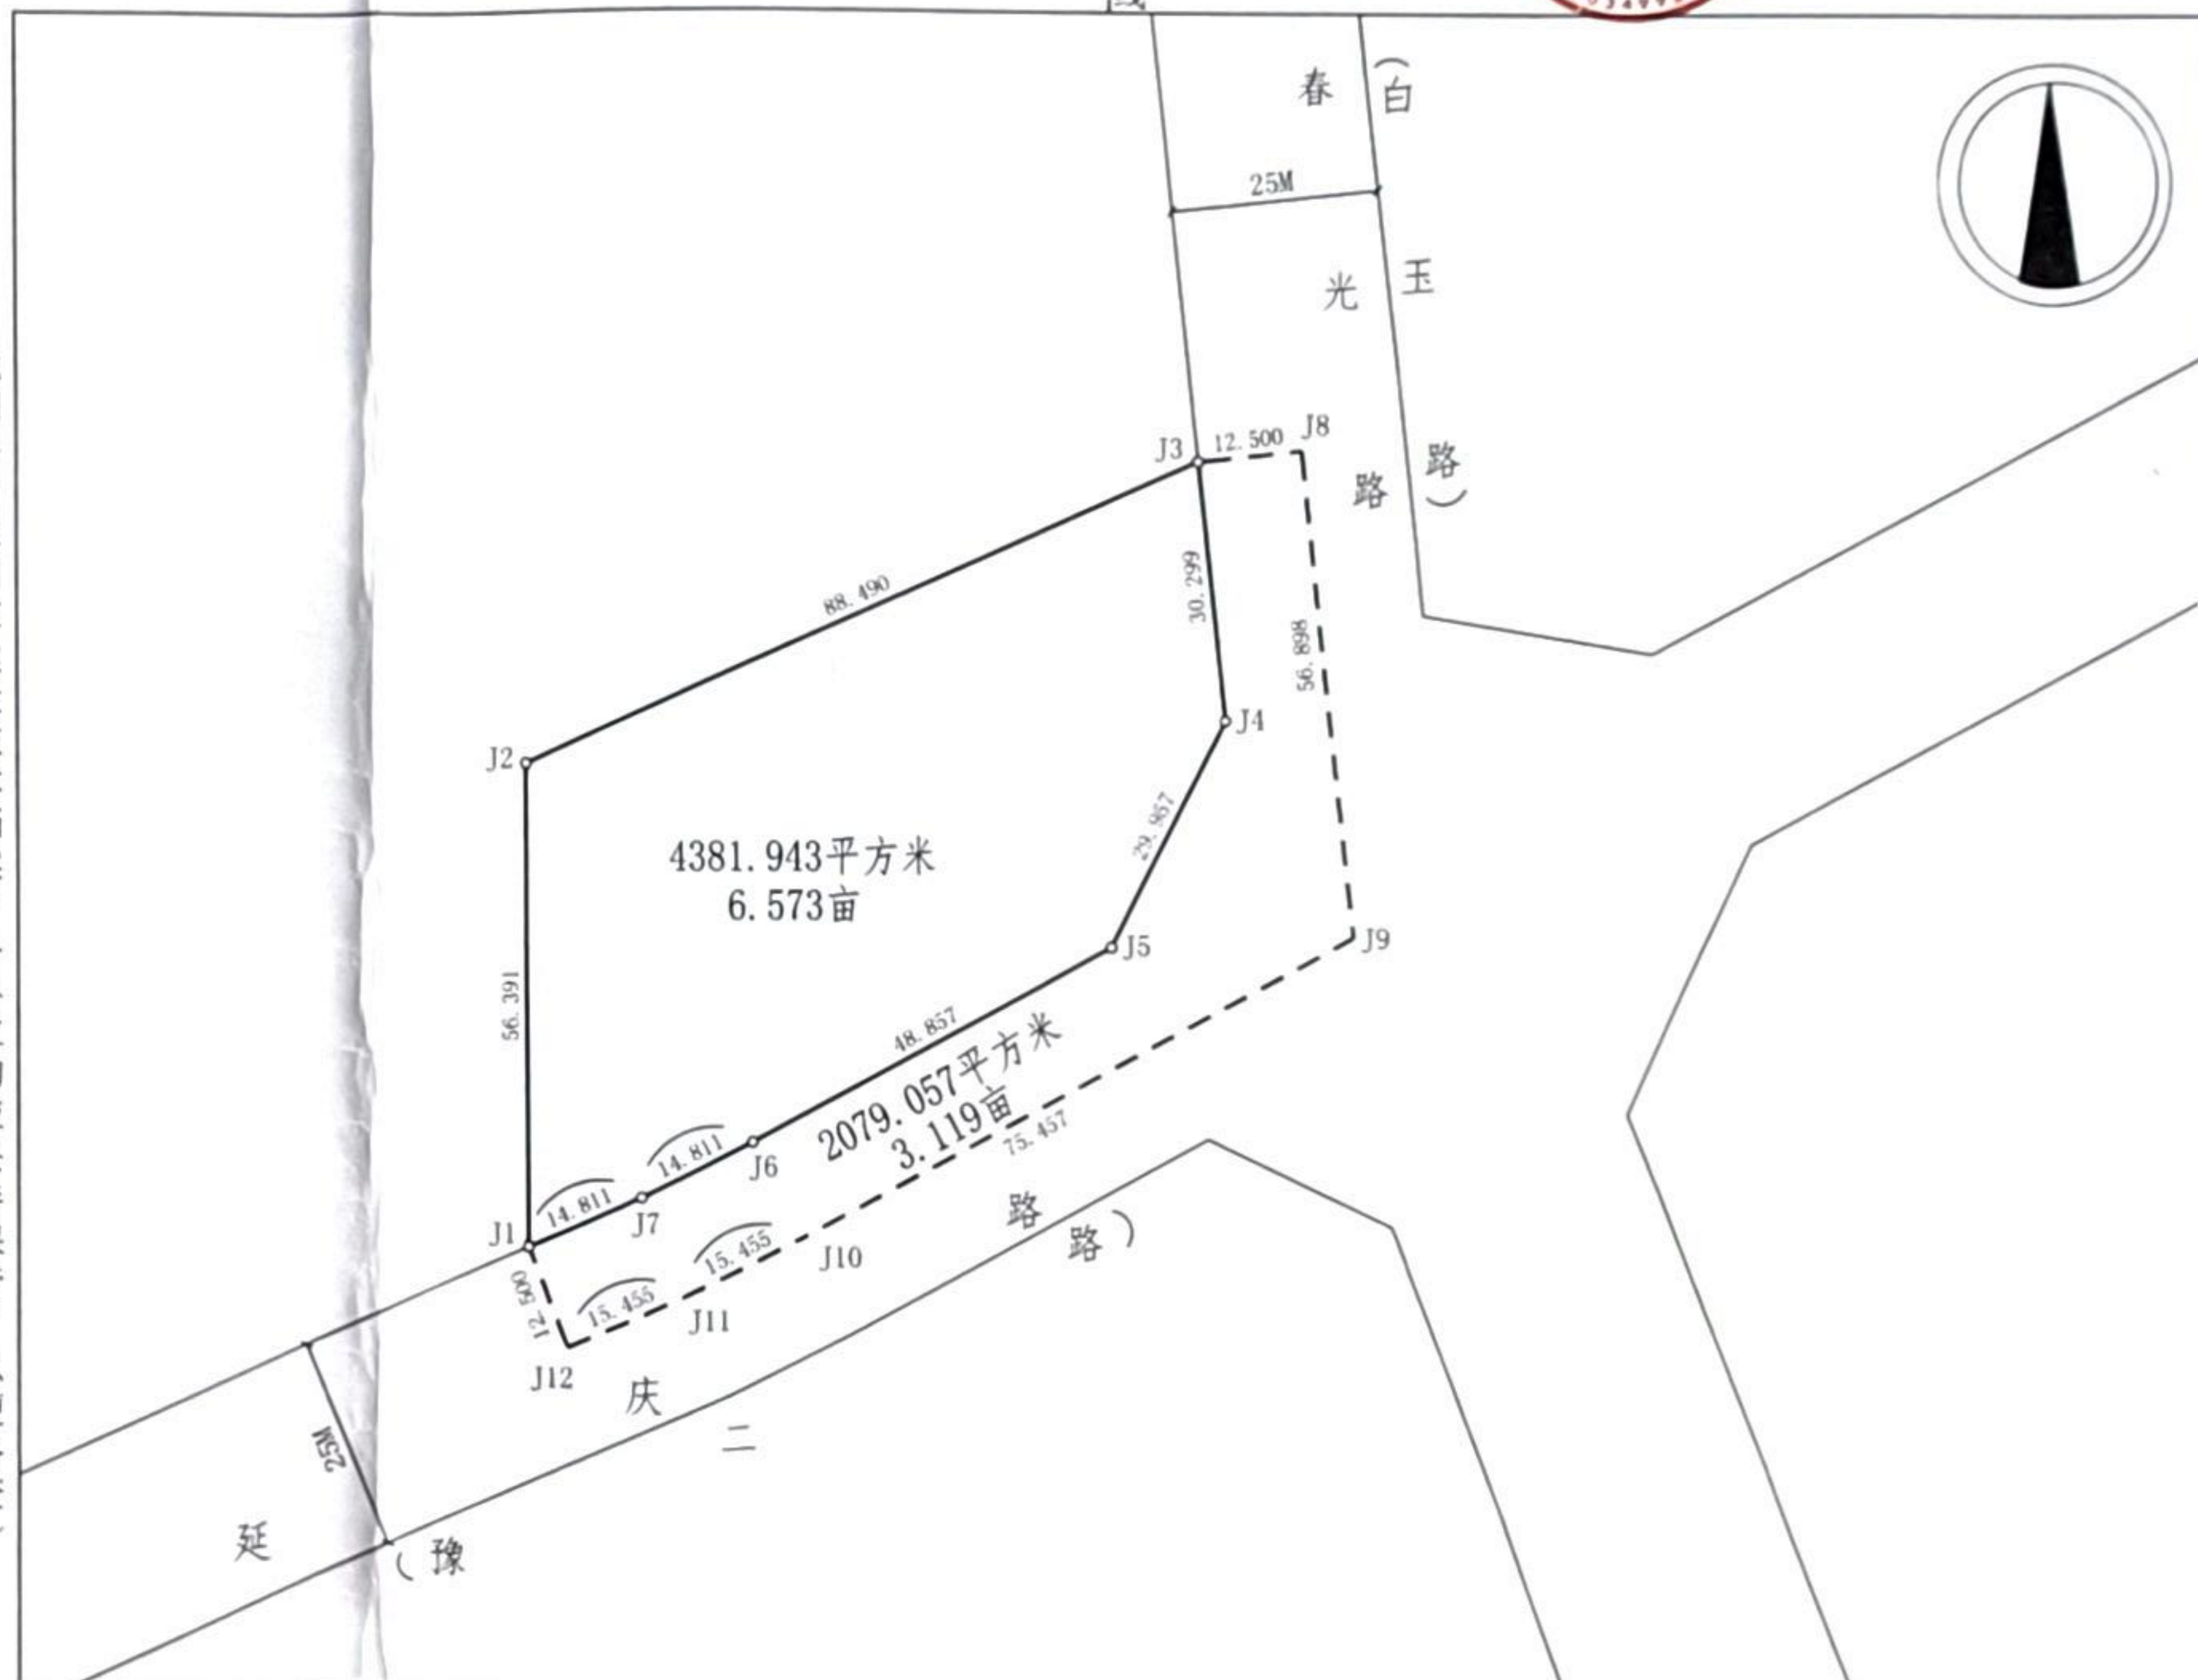 春
光
路
(白
玉
路)
25M
J3
12.500
J8
30.299
56.898
88.490
J4
J2
29.967
4381.943平方米
6.573亩
J5
J9
56.391
48.857
2079.057平方米
3.119亩
75.457
14.811
J6
14.811
J7
J1
15.455
J10
15.455
J11
12.500
J12
路
路)
庆
二
25M
延
(豫